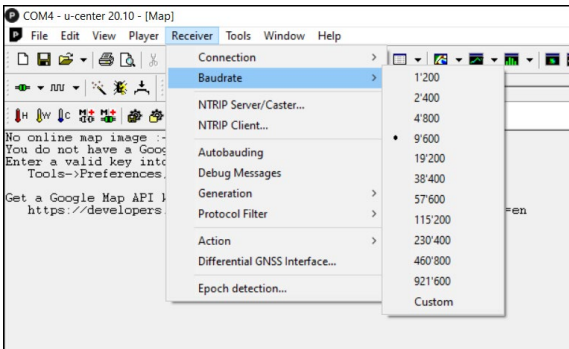 COM4 - u-center 20.10 - [Map]
File Edit View Player Receiver Tools Window Help
Connection >
Baudrate >
NTRIP Server/Caster...
NTRIP Client...
Autobauding
Debug Messages
Generation >
Protocol Filter >
Action >
Differential GNSS Interface...
Epoch detection...
1'200
2'400
4'800
9'600
19'200
38'400
57'600
115'200
230'400
460'800
921'600
Custom
No online map image :-
You do not have a Goog
Enter a valid key into
Tools->Preferences
Get a Google Map API k
https://developers =en